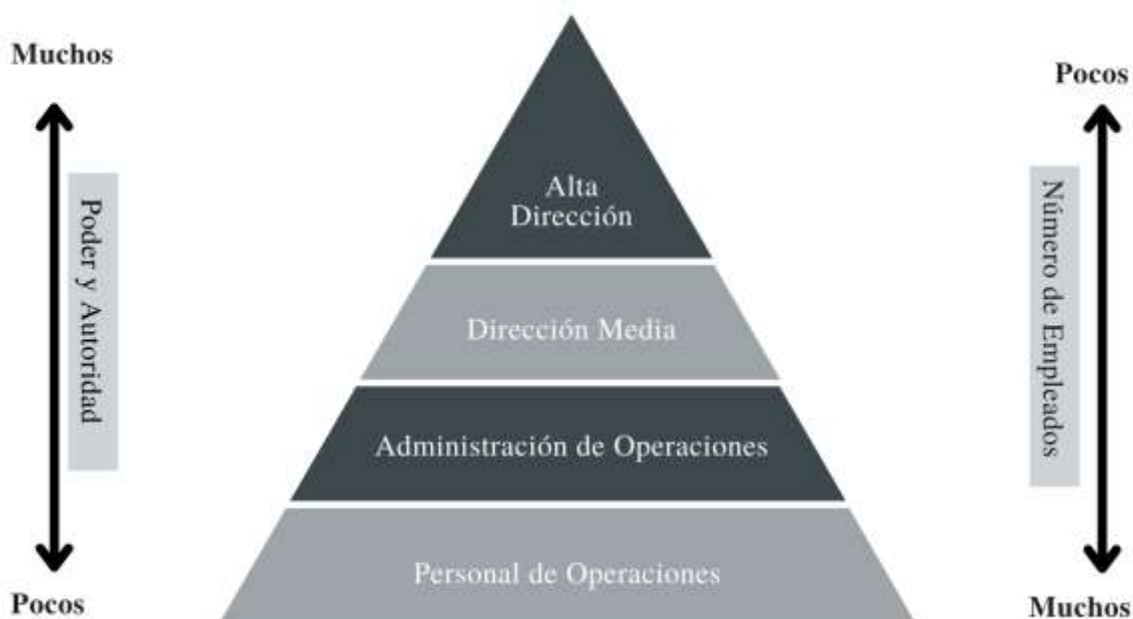 Muchos
Pocos
Poder y Autoridad
Alta
Dirección
Dirección Media
Administración de Operaciones
Personal de Operaciones
Número de Empleados
Pocos
Muchos